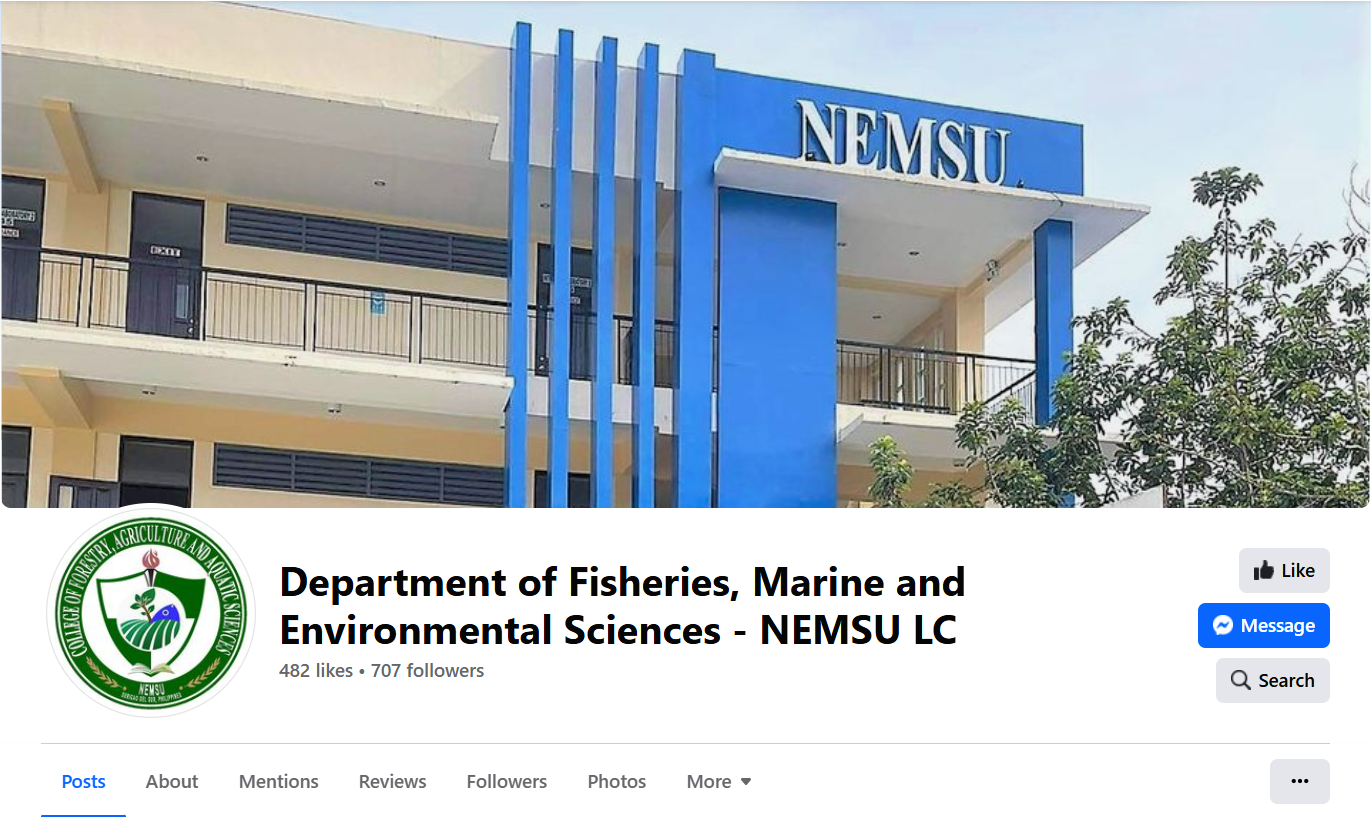 NEMSU
EXIT
COLLEGE OF FORESTRY, AGRICULTURE AND AQUATIC SCIENCES
NEMSU
SURIGAO DEL SUR, PHILIPPINES
Department of Fisheries, Marine and
Environmental Sciences - NEMSU LC
482 likes • 707 followers
Like
Message
Search
Posts About Mentions Reviews Followers Photos More